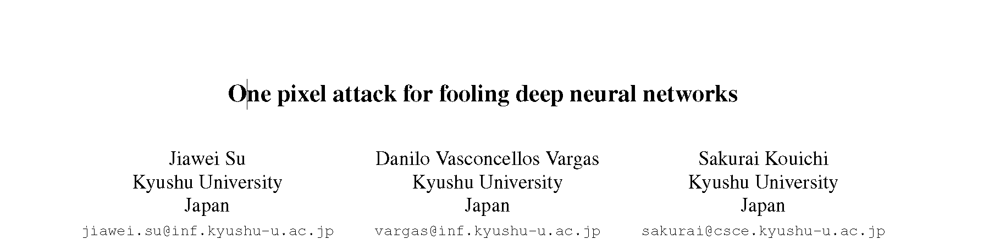 One pixel attack for fooling deep neural networks
Jiawei Su
Kyushu University
Japan
jiawei.su@inf.kyushu-u.ac.jp
Danilo Vasconcellos Vargas
Kyushu University
Japan
vargas@inf.kyushu-u.ac.jp
Sakurai Kouichi
Kyushu University
Japan
sakurai@csce.kyushu-u.ac.jp